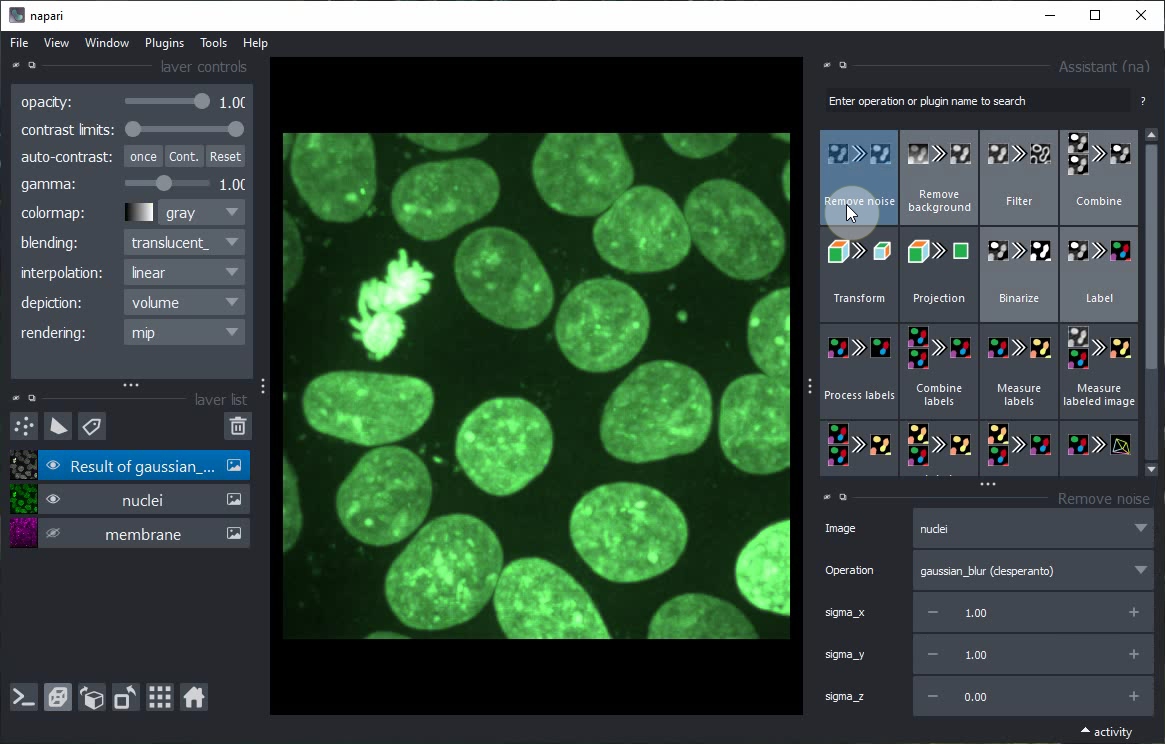 napari
File View Window Plugins Tools Help
layer controls
opacity: 1.00
contrast limits:
auto-contrast: once Cont. Reset
gamma: 1.00
colormap: gray
blending: translucent_
interpolation: linear
depiction: volume
rendering: mip
layer list
Result of gaussian_...
nuclei
membrane
Assistant (na)
Enter operation or plugin name to search ?
Remove noise
Remove background
Filter
Combine
Transform
Projection
Binarize
Label
Process labels
Combine labels
Measure labels
Measure labeled image
Remove noise
Image nuclei
Operation gaussian_blur (clesperanto)
sigma_x − 1.00 +
sigma_y − 1.00 +
sigma_z − 0.00 +
activity